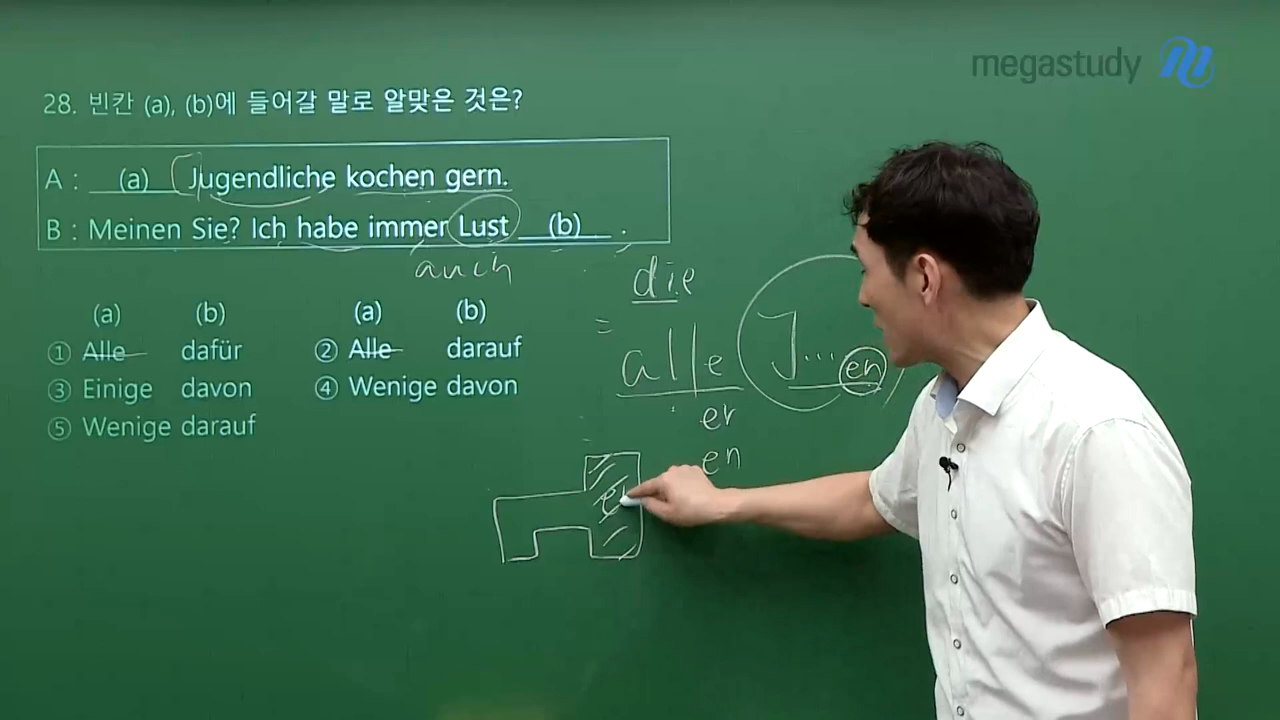 megastudy
28. 빈칸 (a), (b)에 들어갈 말로 알맞은 것은?
A : (a) Jugendliche kochen gern.
B : Meinen Sie? Ich habe immer Lust (b) .
auch
(a) (b) (a) (b)
① Alle dafür ② Alle darauf
③ Einige davon ④ Wenige davon
⑤ Wenige darauf
die
= alle J...en
er
en